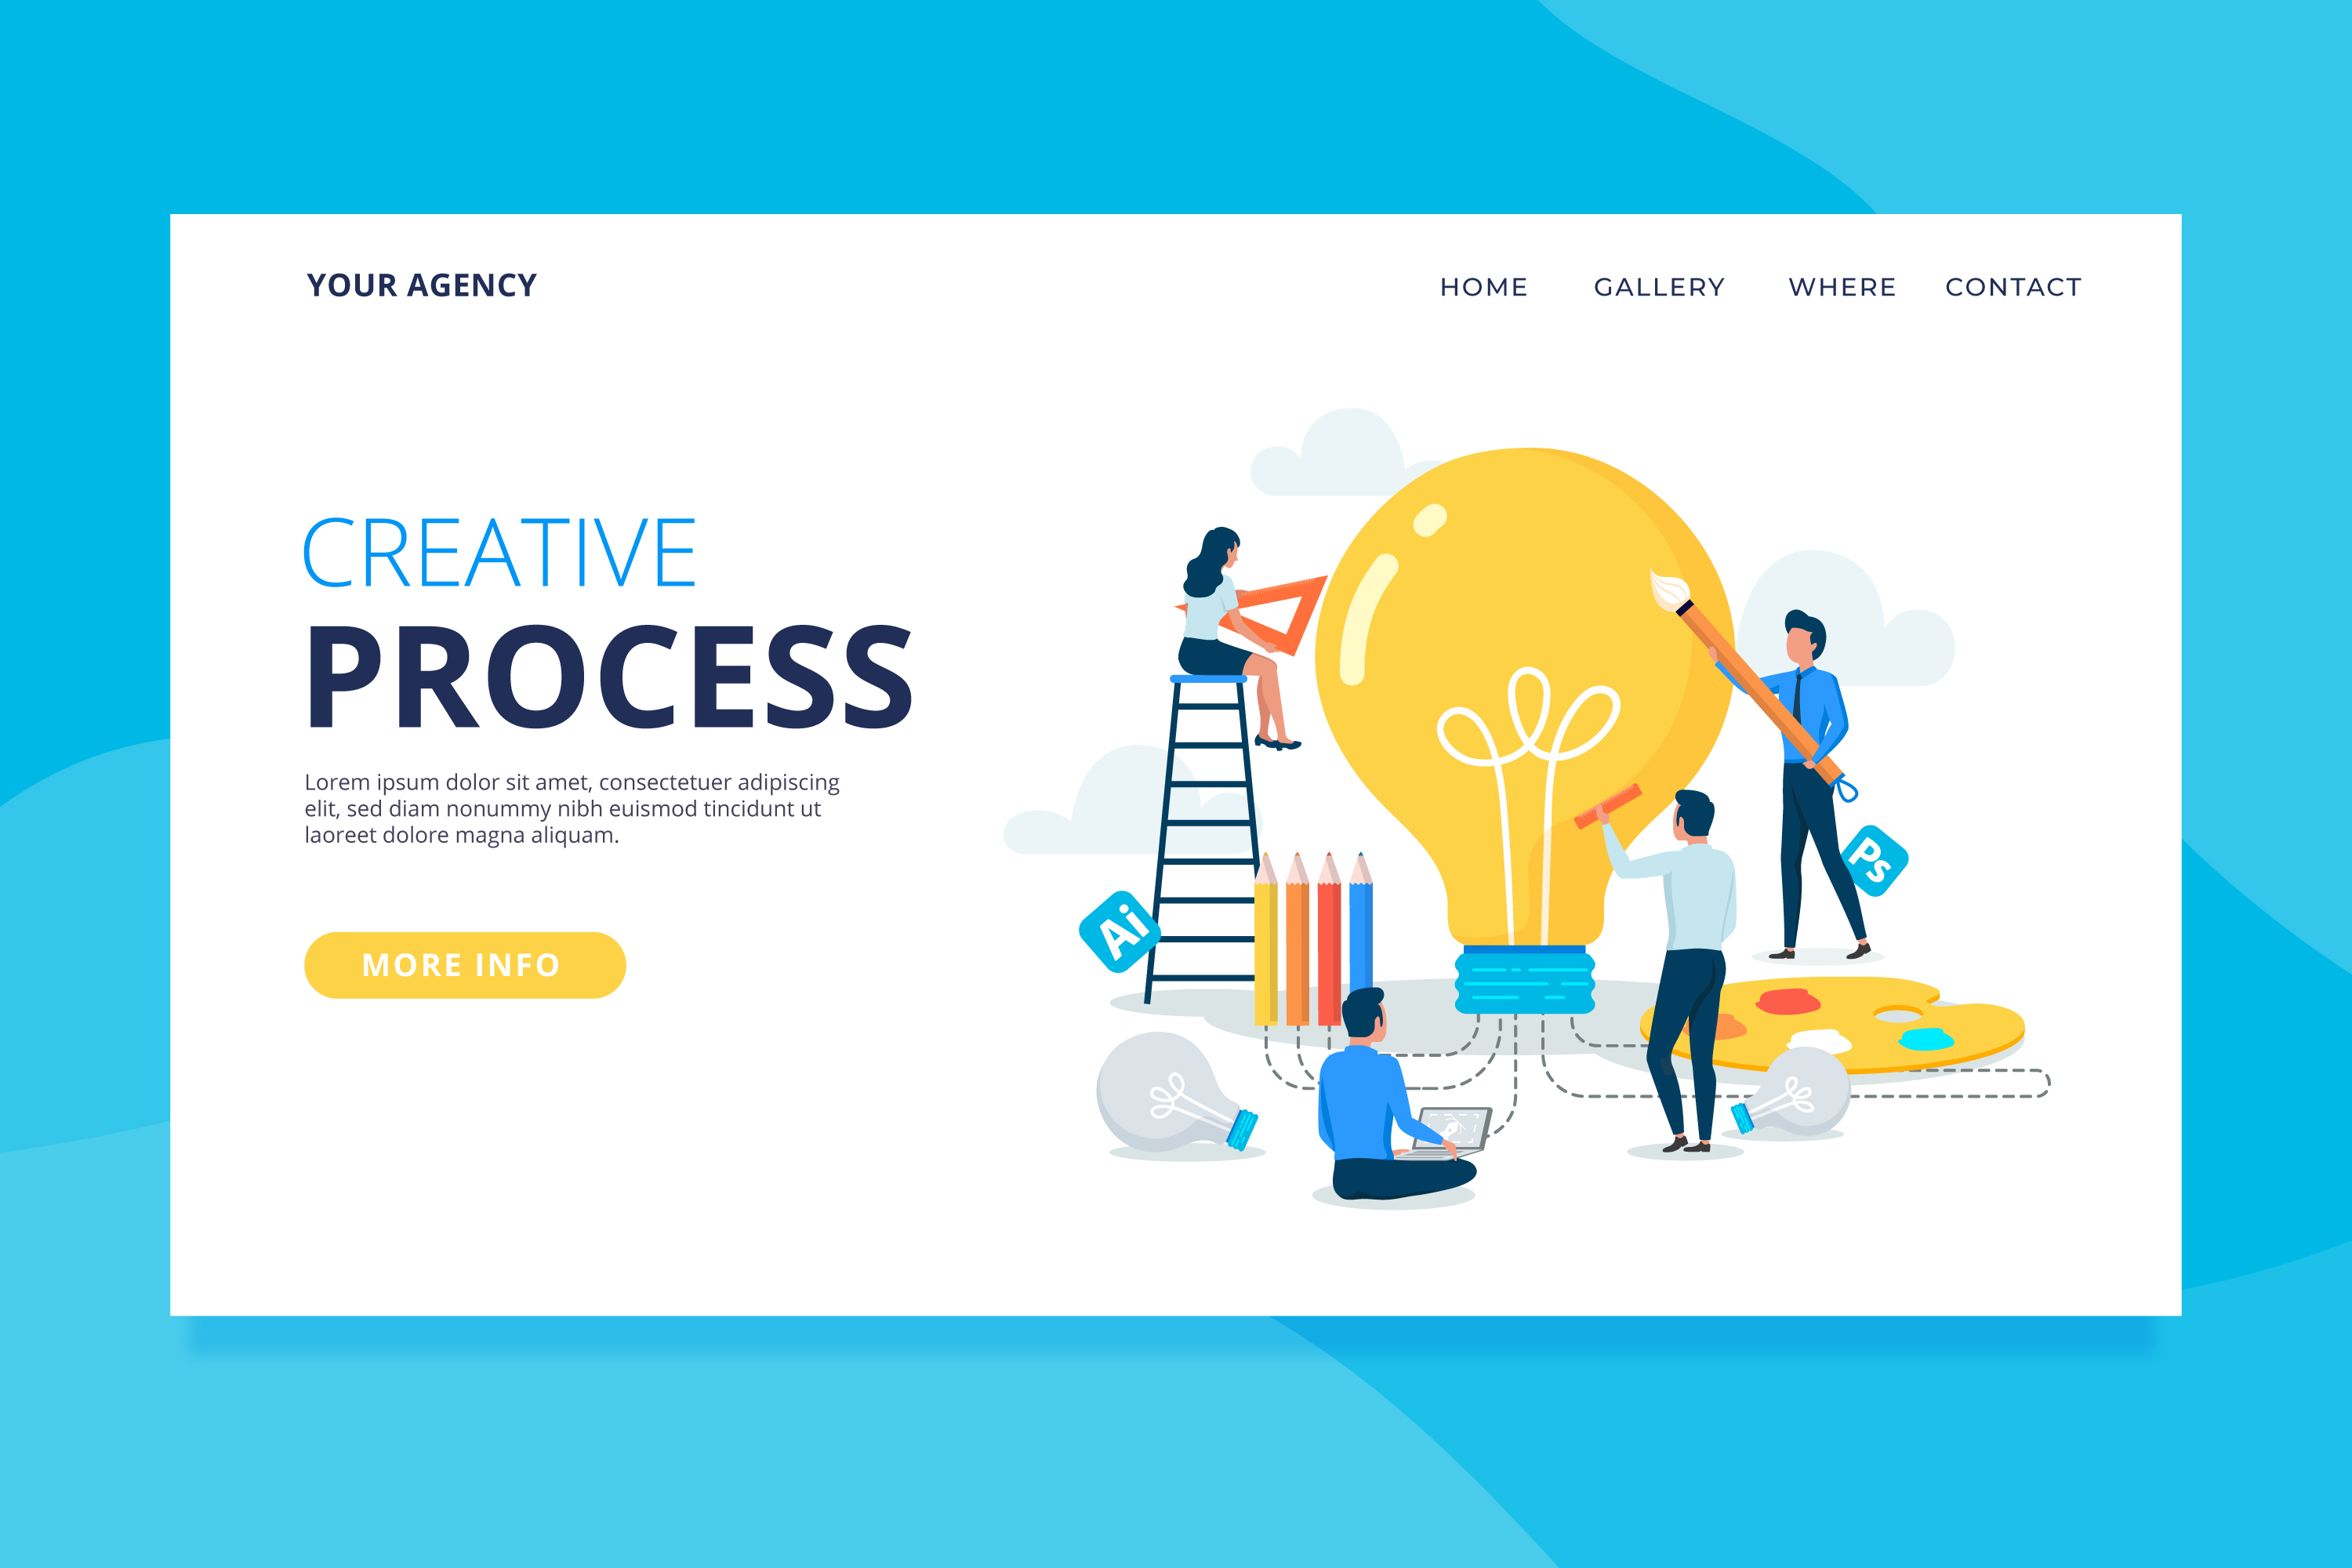 YOUR AGENCY
HOME GALLERY WHERE CONTACT
CREATIVE
PROCESS
Lorem ipsum dolor sit amet, consectetuer adipiscing
elit, sed diam nonummy nibh euismod tincidunt ut
laoreet dolore magna aliquam.
MORE INFO
Ai
Ps